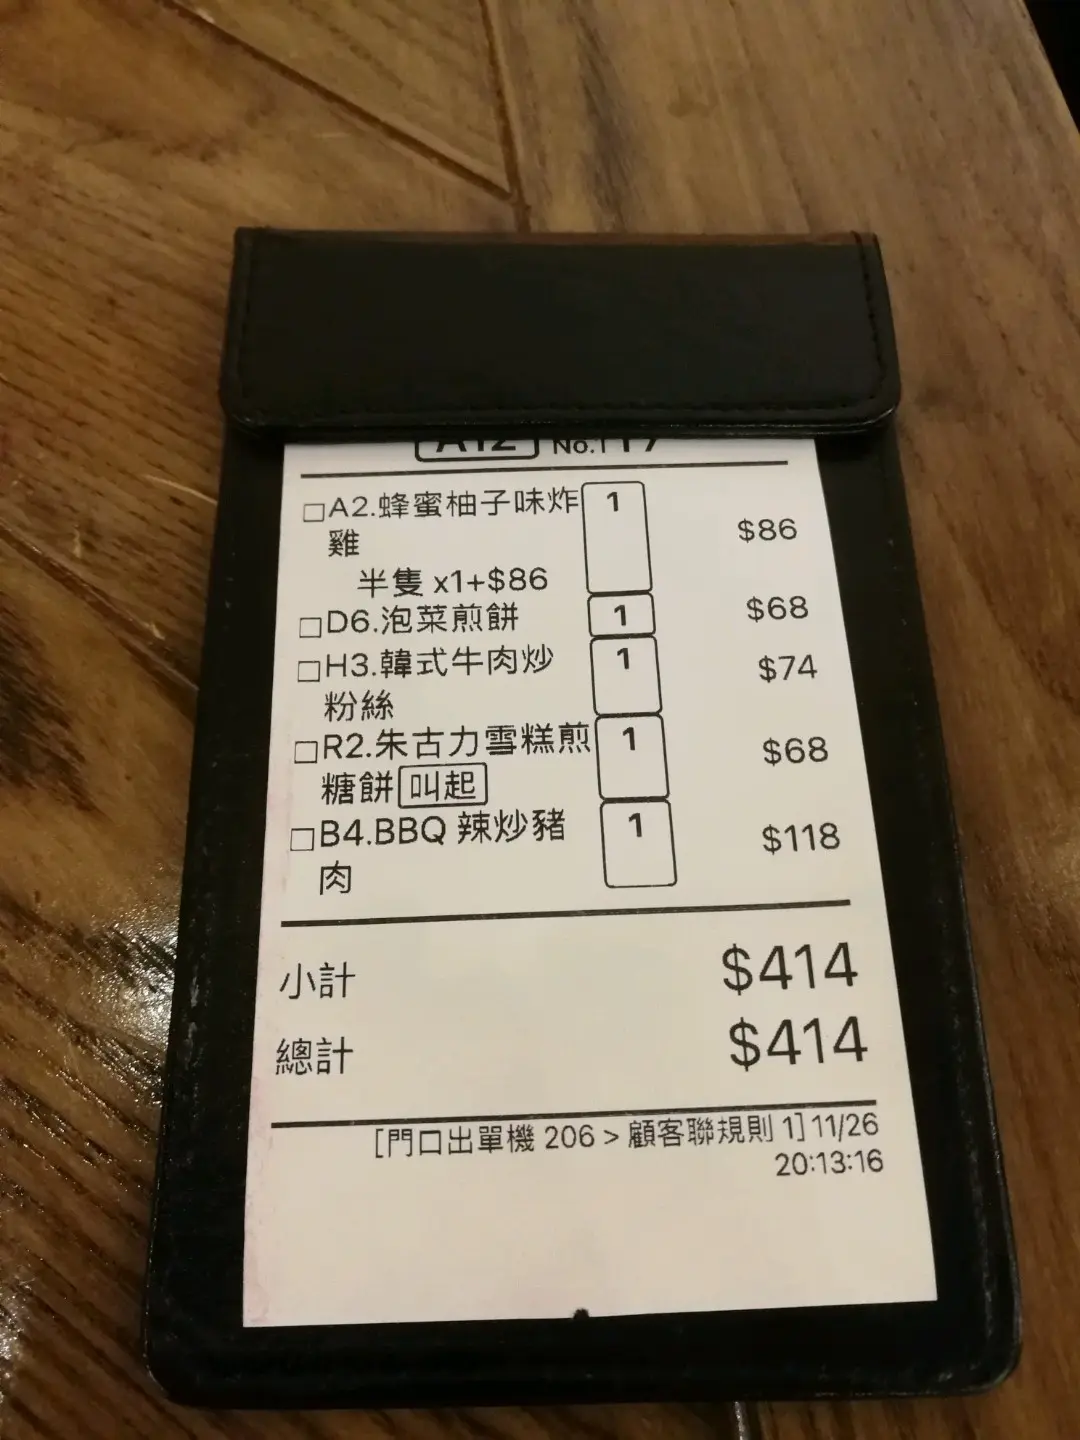 A12 No.117
□A2.蜂蜜柚子味炸 1 $86
雞
半隻 x1+$86
□D6.泡菜煎餅 1 $68
□H3.韓式牛肉炒 1 $74
粉絲
□R2.朱古力雪糕煎 1 $68
糖餅 叫起
□B4.BBQ 辣炒豬 1 $118
肉
小計 $414
總計 $414
[門口出單機 206 > 顧客聯規則 1] 11/26
20:13:16